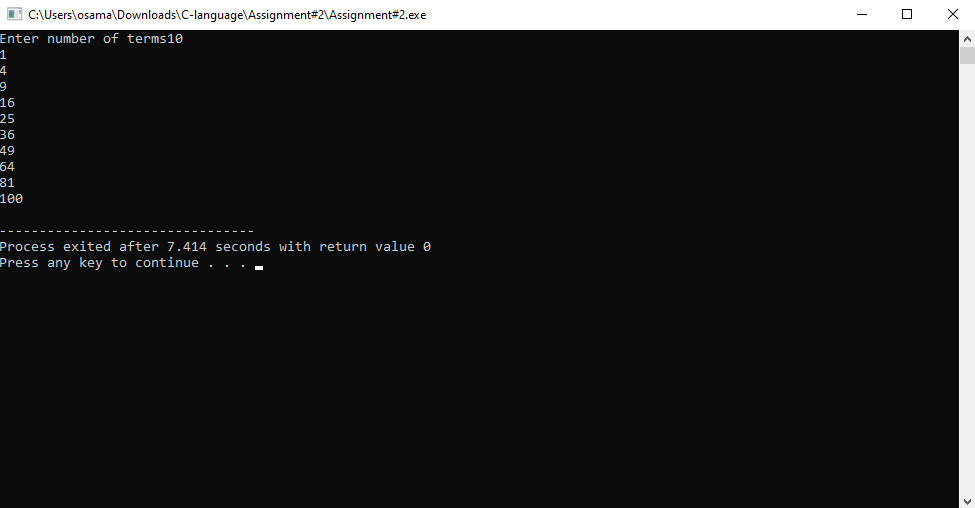 C:\Users\osama\Downloads\C-language\Assignment#2\Assignment#2.exe
Enter number of terms10
1
4
9
16
25
36
49
64
81
100
--------------------------------
Process exited after 7.414 seconds with return value 0
Press any key to continue . . .